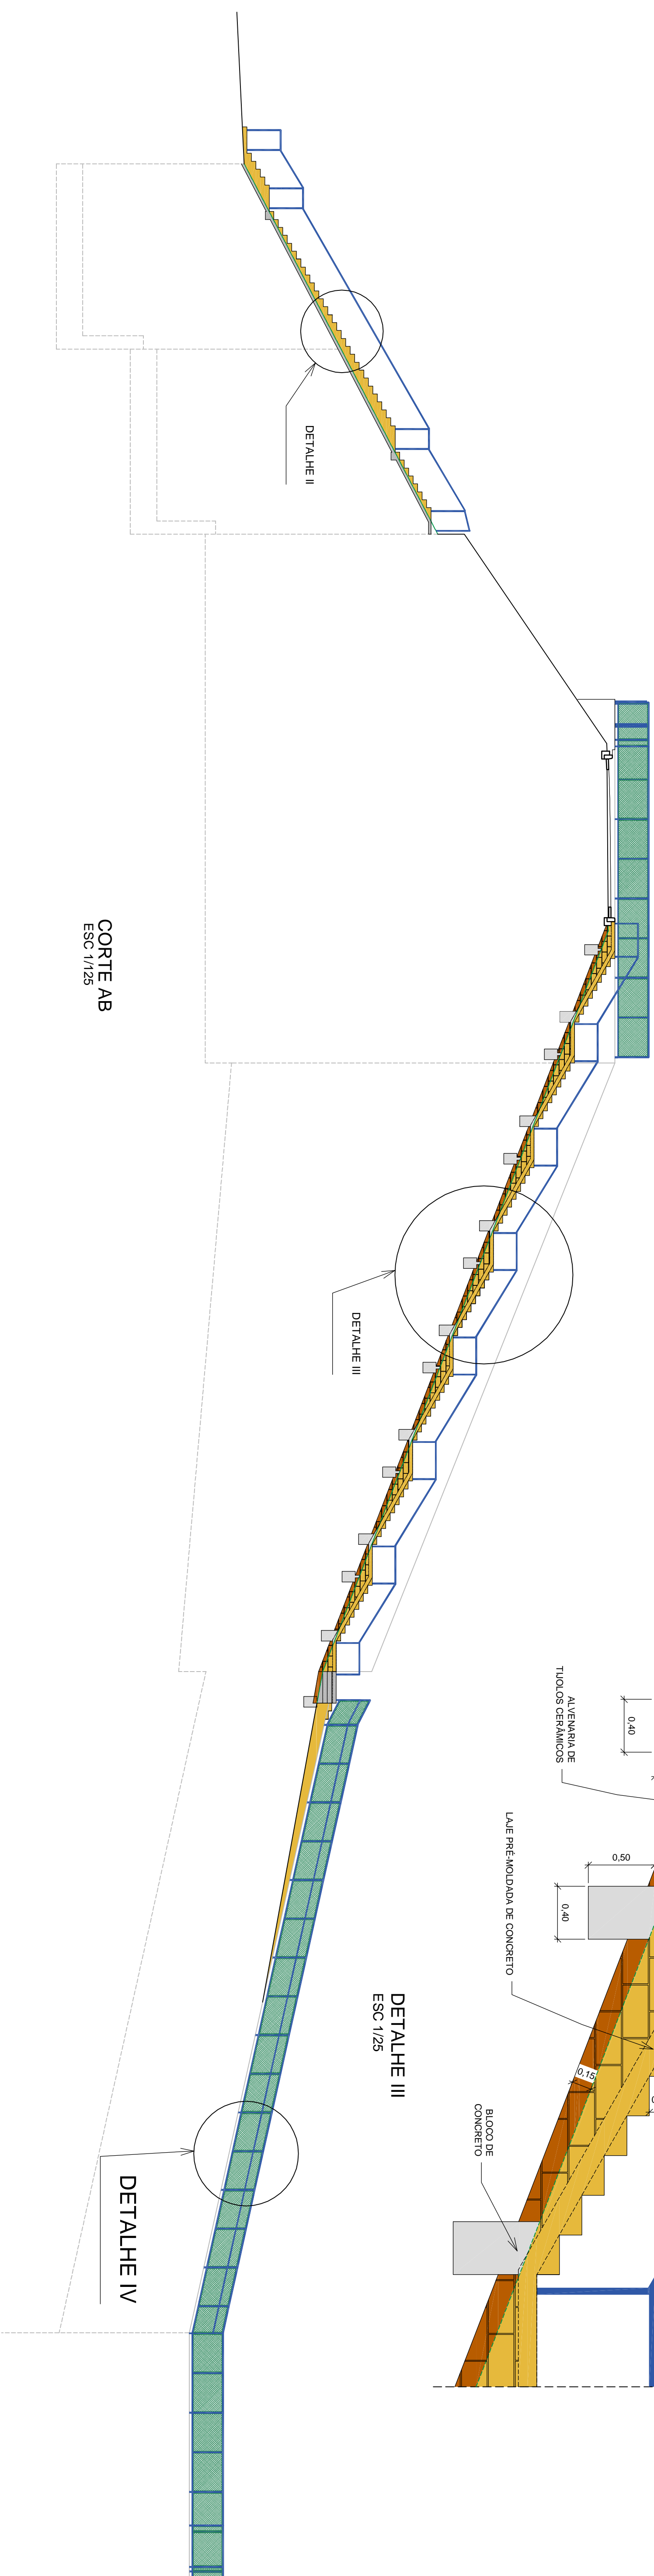 DETALHE II
CORTE AB
ESC 1/125
DETALHE III
ALVENARIA DE
TIJOLOS CERÂMICOS
0,40
LAJE PRÉ-MOLDADA DE CONCRETO
0,50
0,40
0,15
DETALHE III
ESC 1/25
BLOCO DE
CONCRETO
DETALHE IV